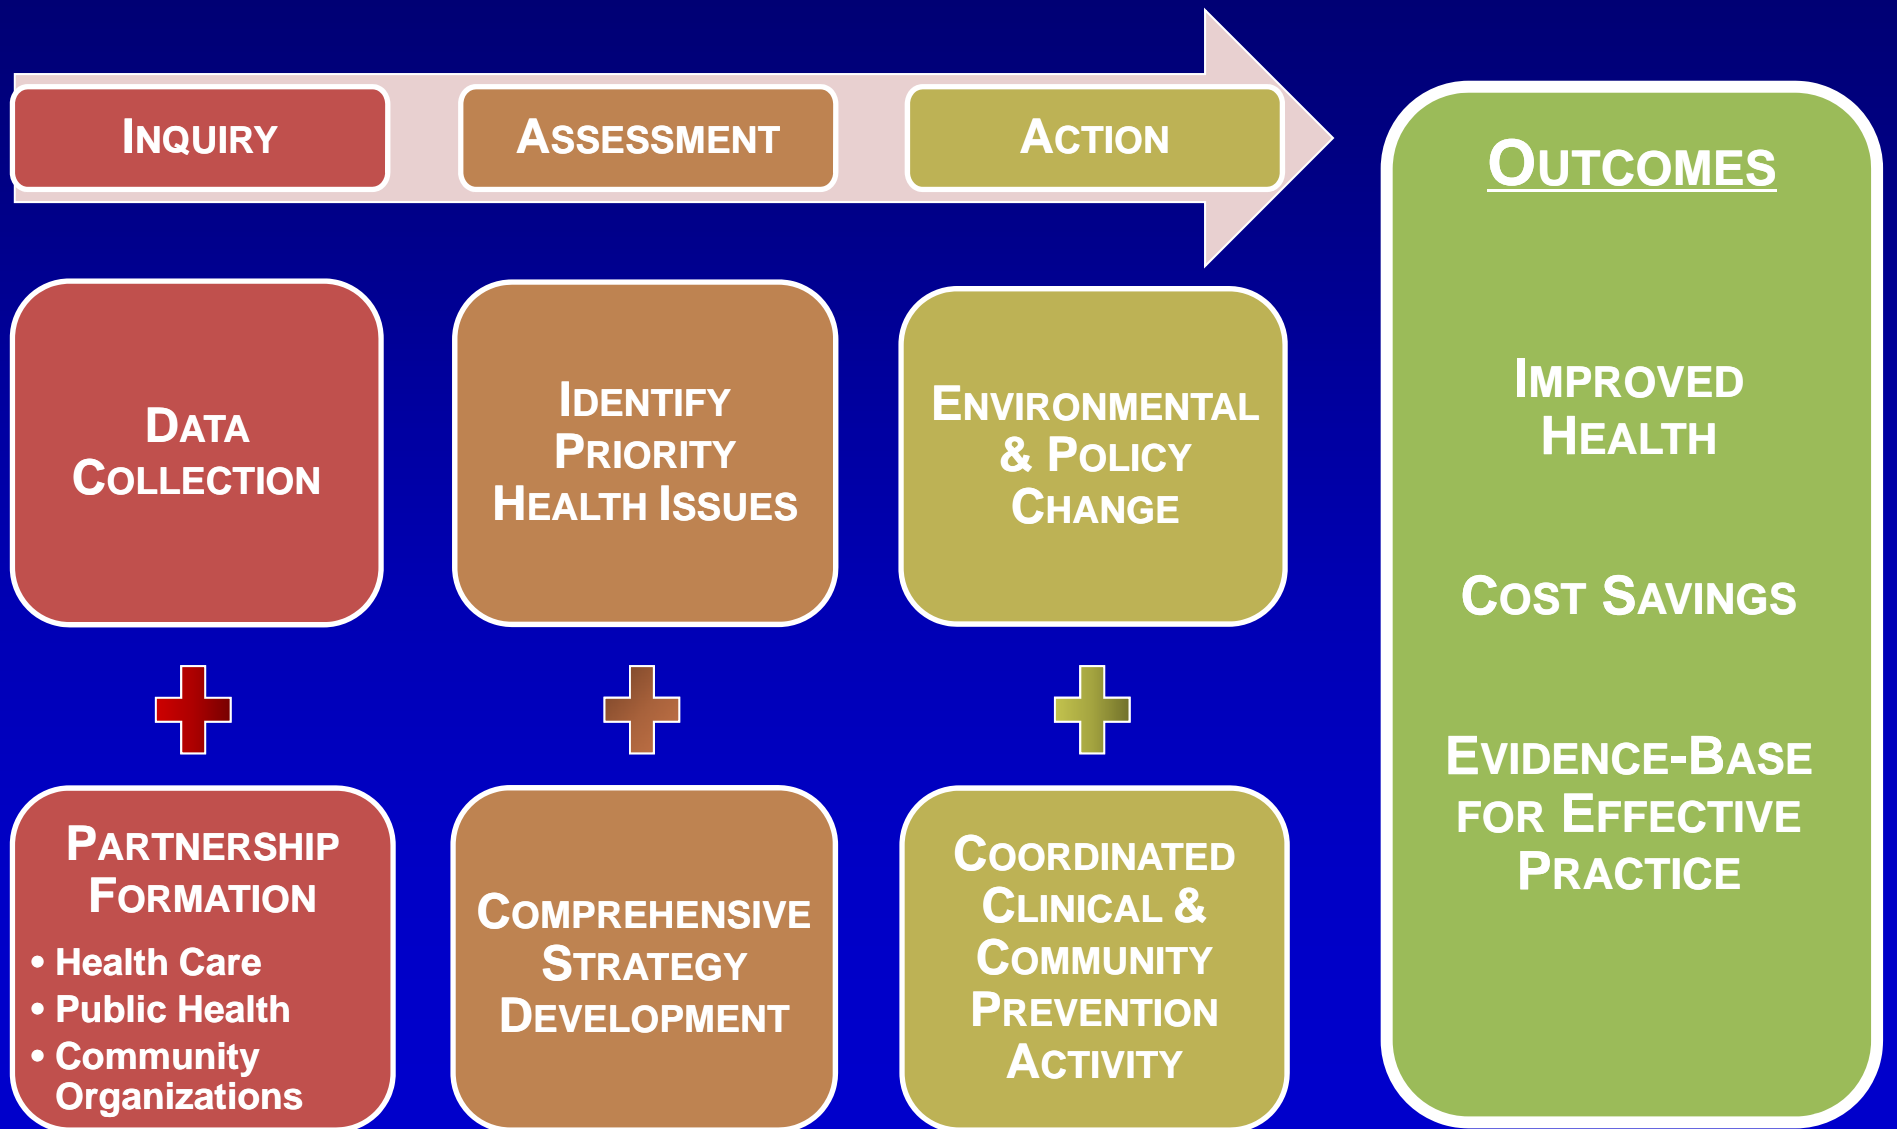 INQUIRY
ASSESSMENT
ACTION
DATA
COLLECTION
PARTNERSHIP
FORMATION
• Health Care
• Public Health
• Community
Organizations
IDENTIFY
PRIORITY
HEALTH ISSUES
COMPREHENSIVE
STRATEGY
DEVELOPMENT
ENVIRONMENTAL
& POLICY
CHANGE
COORDINATED
CLINICAL &
COMMUNITY
PREVENTION
ACTIVITY
OUTCOMES
IMPROVED
HEALTH
COST SAVINGS
EVIDENCE-BASE
FOR EFFECTIVE
PRACTICE